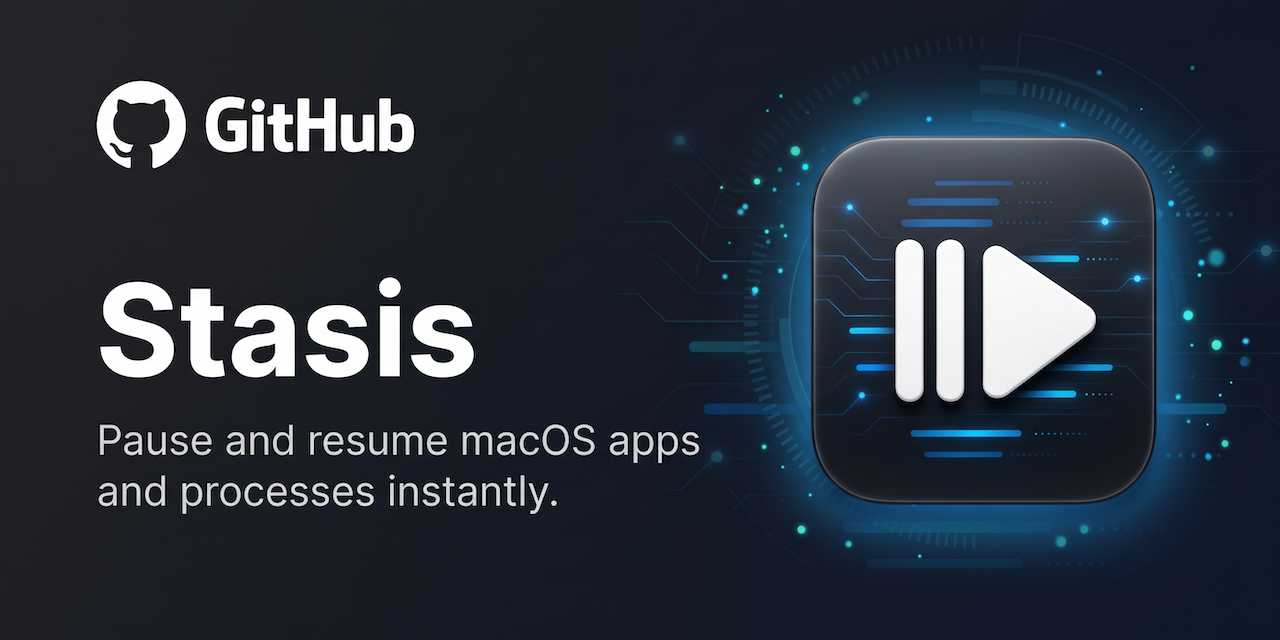 GitHub
Stasis
Pause and resume macOS apps
and processes instantly.